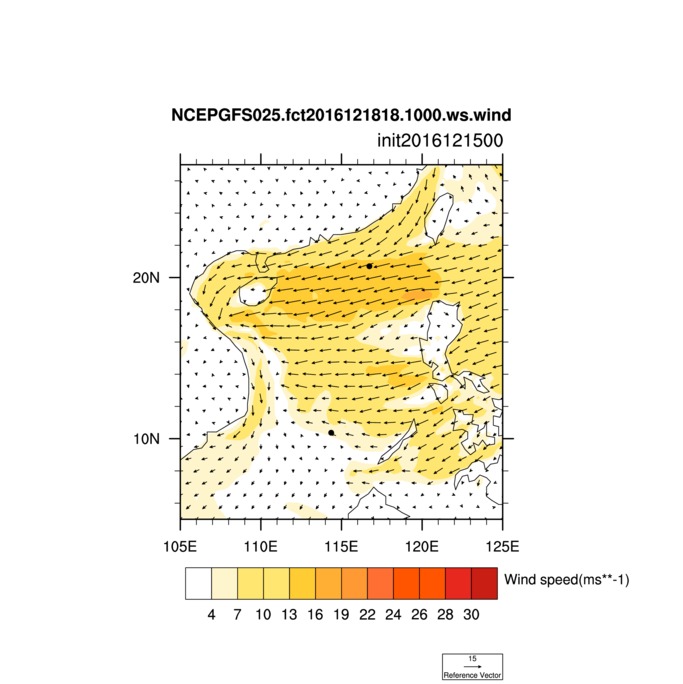 NCEPGFS025.fct2016121818.1000.ws.wind
init2016121500
20N
10N
105E 110E 115E 120E 125E
Wind speed(ms**-1)
4 7 10 13 16 19 22 24 26 28 30
15
Reference Vector